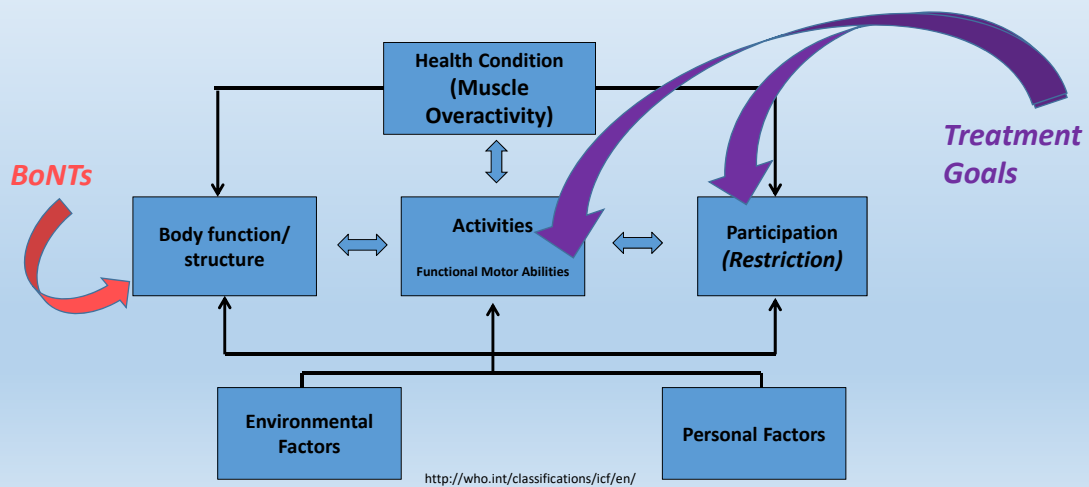 Health Condition
(Muscle
Overactivity)
Treatment
Goals
BoNTs
Body function/
structure
Activities
Functional Motor Abilities
Participation
(Restriction)
Environmental
Factors
Personal Factors
http://who.int/classifications/icf/en/